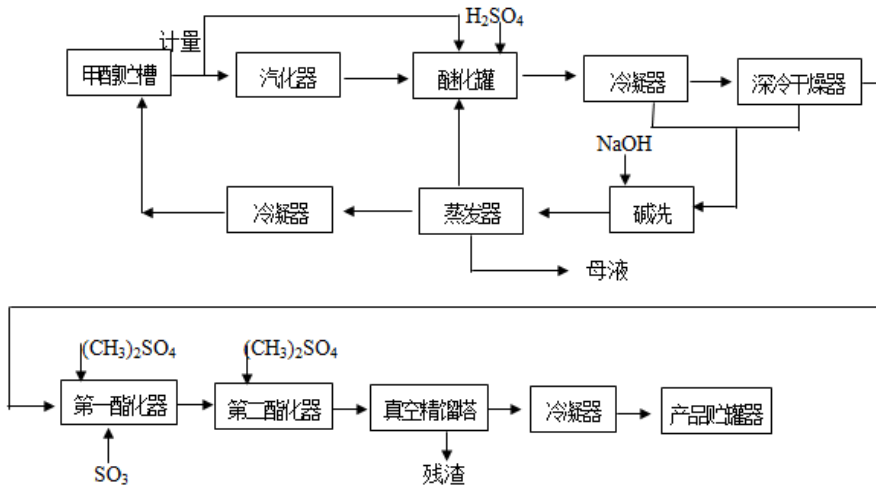 计量
H₂SO₄
甲醇贮槽
汽化器
醚化罐
冷凝器
深冷干燥器
NaOH
冷凝器
蒸发器
碱洗
母液
(CH₃)₂SO₄
(CH₃)₂SO₄
第一酯化器
第二酯化器
真空精馏塔
冷凝器
产品贮罐器
SO₃
残渣